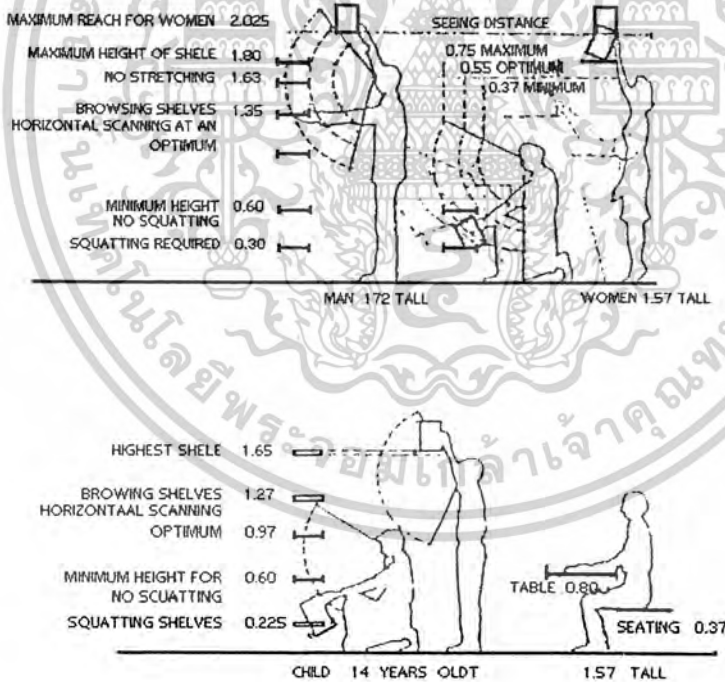 MAXIMUM REACH FOR WOMEN 2.025
SEEING DISTANCE
MAXIMUM HEIGHT OF SHELE 1.80
0.75 MAXIMUM
NO STRETCHING 1.63
0.55 OPTIMUM
0.37 MINIMUM
BROWSING SHELVES 1.35
HORIZONTAL SCANNING AT AN
OPTIMUM
MINIMUM HEIGHT 0.60
NO SQUATTING
SQUATTING REQUIRED 0.30
MAN 172 TALL
WOMEN 1.57 TALL
HIGHEST SHELE 1.65
BROWING SHELVES 1.27
HORIZONTAAL SCANNING
OPTIMUM 0.97
MINIMUM HEIGHT FOR 0.60
NO SCUATTING
TABLE 0.80
SQUATTING SHELVES 0.225
SEATING 0.37
CHILD 14 YEARS OLDT
1.57 TALL